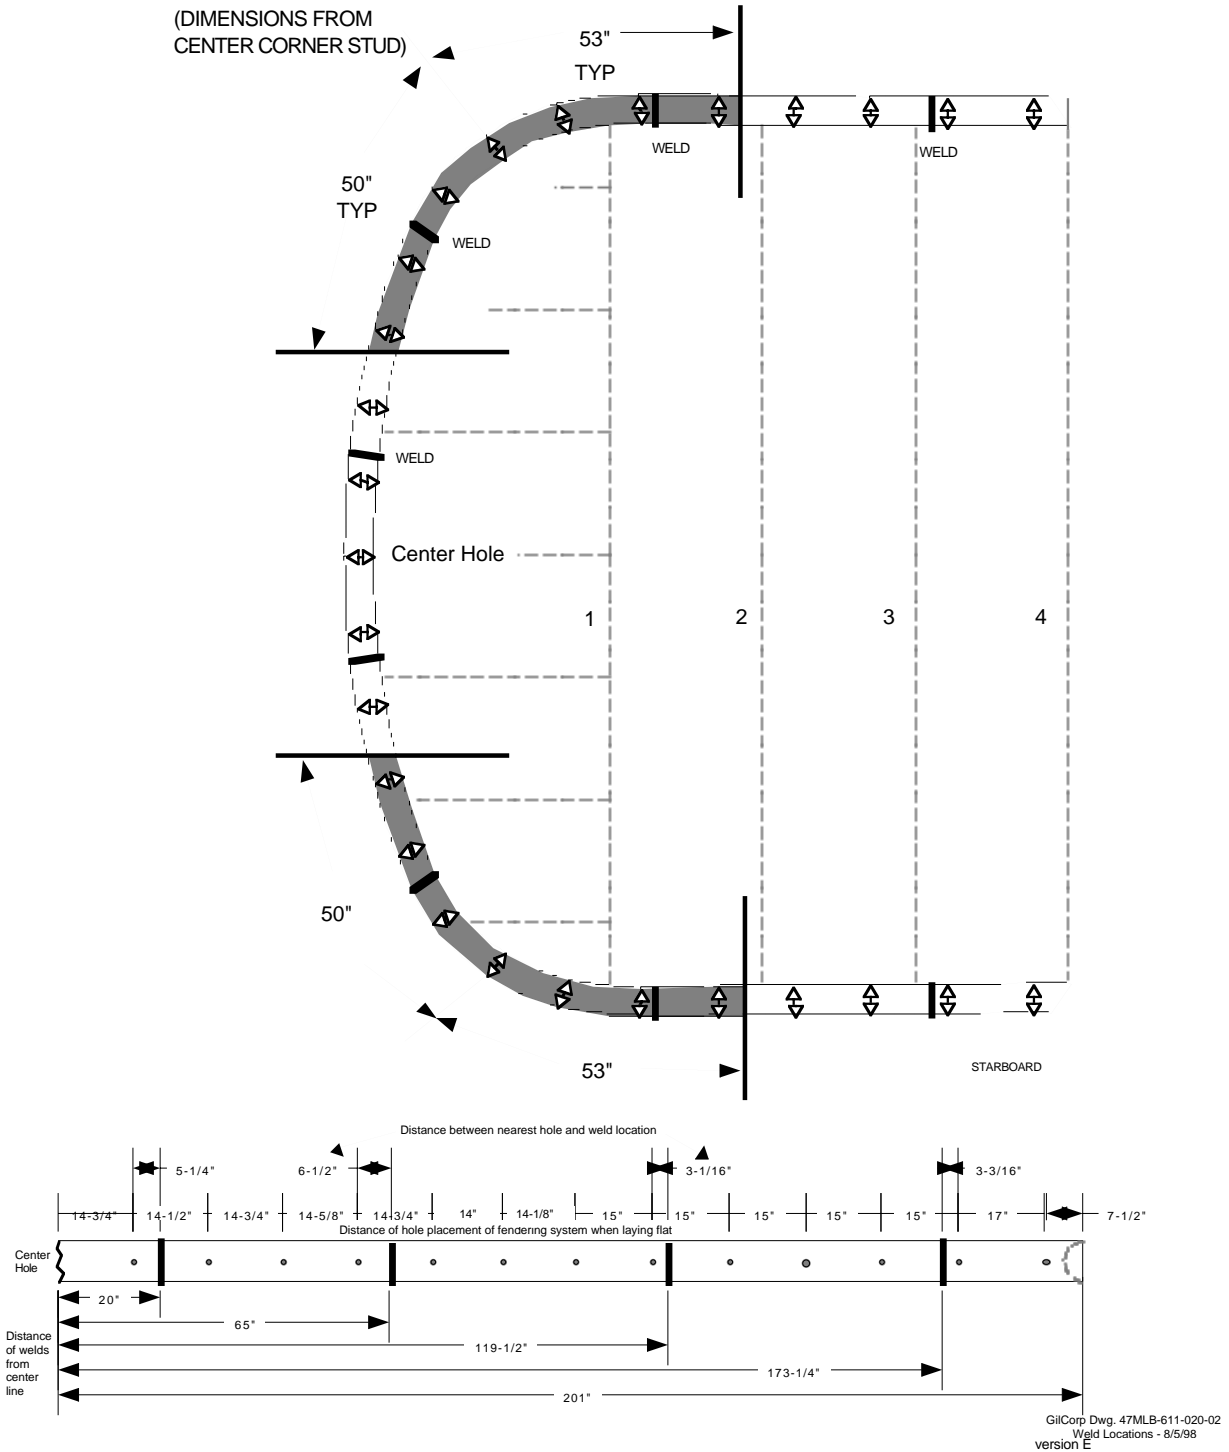 (DIMENSIONS FROM
CENTER CORNER STUD)
53"
TYP
WELD
WELD
50"
TYP
WELD
WELD
Center Hole
1
2
3
4
50"
53"
STARBOARD
Distance between nearest hole and weld location
5-1/4"
6-1/2"
3-1/16"
3-3/16"
14-3/4"
14-1/2"
14-3/4"
14-5/8"
14-3/4"
14"
14-1/8"
15"
15"
15"
15"
15"
17"
7-1/2"
Distance of hole placement of fendering system when laying flat
Center
Hole
20"
65"
119-1/2"
173-1/4"
201"
Distance
of welds
from
center
line
GilCorp Dwg. 47MLB-611-020-02
Weld Locations - 8/5/98
version E